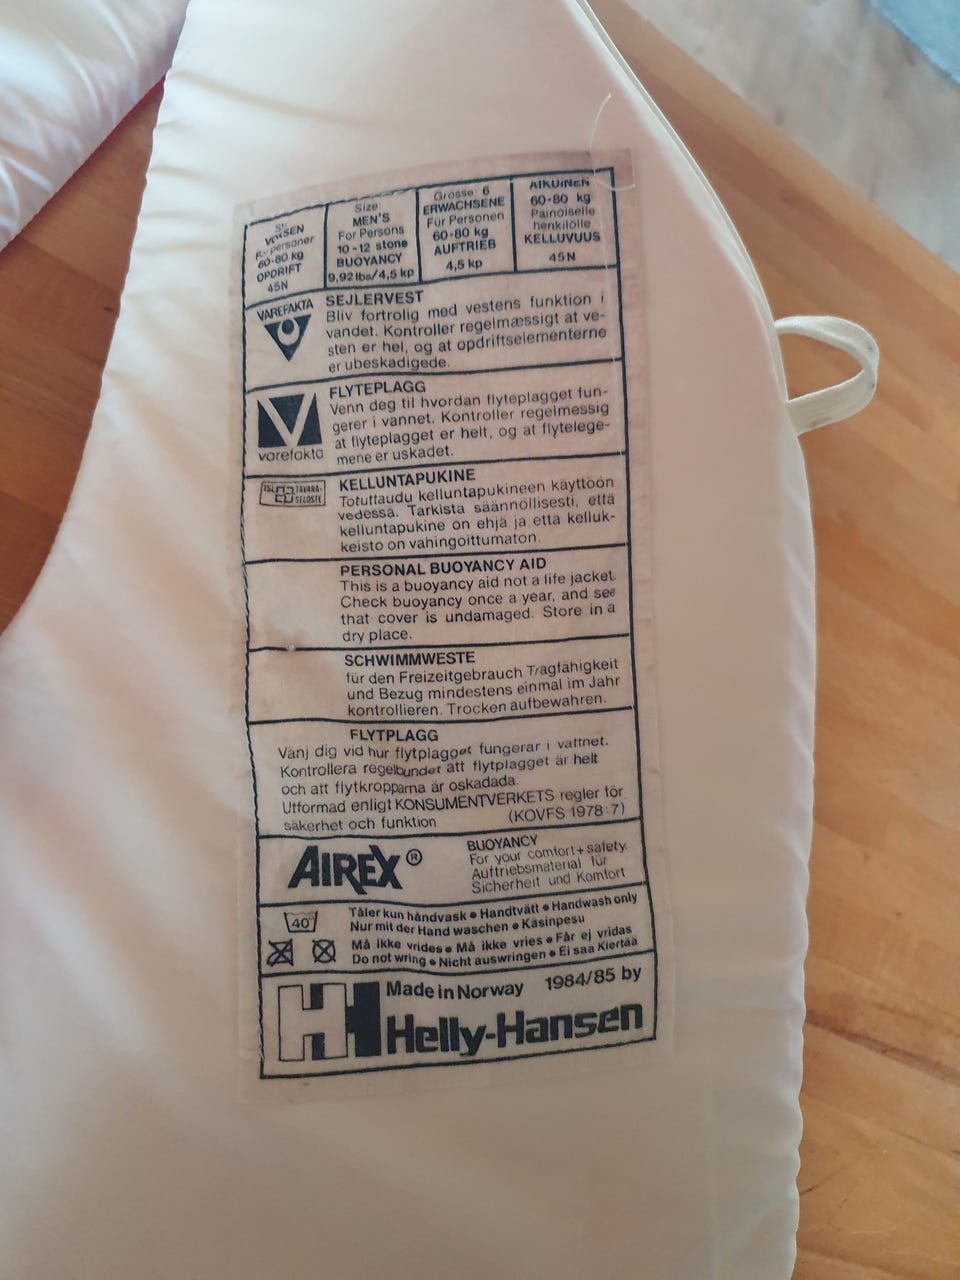 VOKSEN
personer
60-80 kg
OPDRIFT
45N
Size:
MEN'S
For Persons
10-12 stone
BUOYANCY
9,92 lbs/4,5 kp
Grösse: 6
ERWACHSENE
Für Personen
60-80 kg
AUFTRIEB
4,5 kp
AIKUINEN
60-80 kg
Painoiselle
henkilölle
KELLUVUUS
45N
VAREFAKTA
SEJLERVEST
Bliv fortrolig med vestens funktion i
vandet. Kontroller regelmæssigt at ve-
sten er hel, og at opdriftselementerne
er ubeskadigede.
varefakta
FLYTEPLAGG
Venn deg til hvordan flyteplagget fun-
gerer i vannet. Kontroller regelmessig
at flyteplagget er helt, og at flytelege-
mene er uskadet.
TSL TAVARA-
SELOSTE
KELLUNTAPUKINE
Totuttaudu kelluntapukineen käyttöön
vedessä. Tarkista säännöllisesti, että
kelluntapukine on ehjä ja että kelluk-
keisto on vahingoittumaton.
PERSONAL BUOYANCY AID
This is a buoyancy aid not a life jacket.
Check buoyancy once a year, and see
that cover is undamaged. Store in a
dry place.
SCHWIMMWESTE
für den Freizeitgebrauch Tragfähigkeit
und Bezug mindestens einmal im Jahr
kontrollieren. Trocken aufbewahren.
FLYTPLAGG
Vänj dig vid hur flytplagget fungerar i vattnet.
Kontrollera regelbundet att flytplagget är helt
och att flytkropparna är oskadada.
Utformad enligt KONSUMENTVERKETS regler för
säkerhet och funktion (KOVFS 1978:7)
AIREX®
BUOYANCY
For your comfort+safety.
Auftriebsmaterial für
Sicherheit und Komfort
40°
Tåler kun håndvask • Handtvätt • Handwash only
Nur mit der Hand waschen • Käsinpesu
Må ikke vrides • Må ikke vries • Får ej vridas
Do not wring • Nicht auswringen • Ei saa Kiertää
Made in Norway 1984/85 by
Helly-Hansen